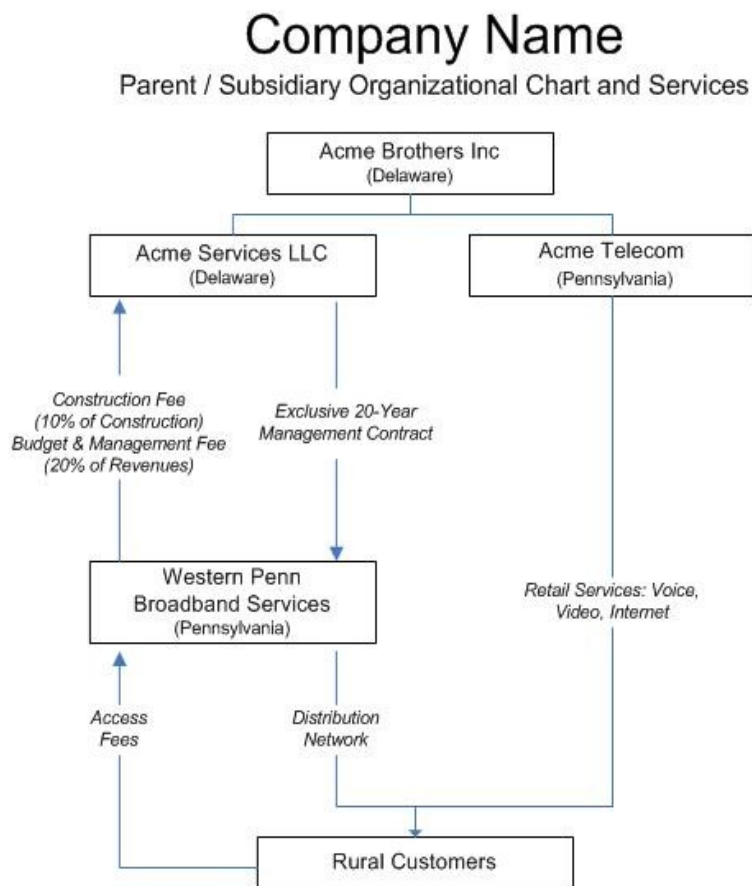 Company Name
Parent / Subsidiary Organizational Chart and Services
Acme Brothers Inc
(Delaware)
Acme Services LLC
(Delaware)
Acme Telecom
(Pennsylvania)
Construction Fee
(10% of Construction)
Budget & Management Fee
(20% of Revenues)
Exclusive 20-Year
Management Contract
Western Penn
Broadband Services
(Pennsylvania)
Retail Services: Voice,
Video, Internet
Access
Fees
Distribution
Network
Rural Customers